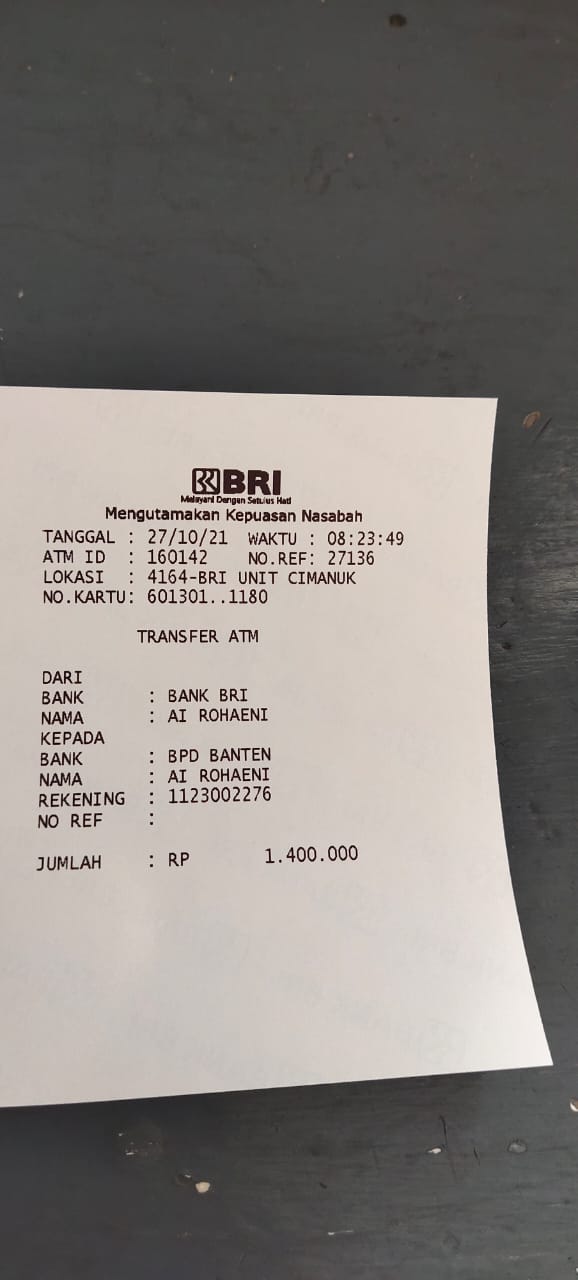 BRI
Melayani Dengan Setulus Hati
Mengutamakan Kepuasan Nasabah
TANGGAL : 27/10/21 WAKTU : 08:23:49
ATM ID : 160142 NO.REF: 27136
LOKASI : 4164-BRI UNIT CIMANUK
NO.KARTU: 601301..1180
TRANSFER ATM
DARI
BANK : BANK BRI
NAMA : AI ROHAENI
KEPADA
BANK : BPD BANTEN
NAMA : AI ROHAENI
REKENING : 1123002276
NO REF :
JUMLAH : RP 1.400.000